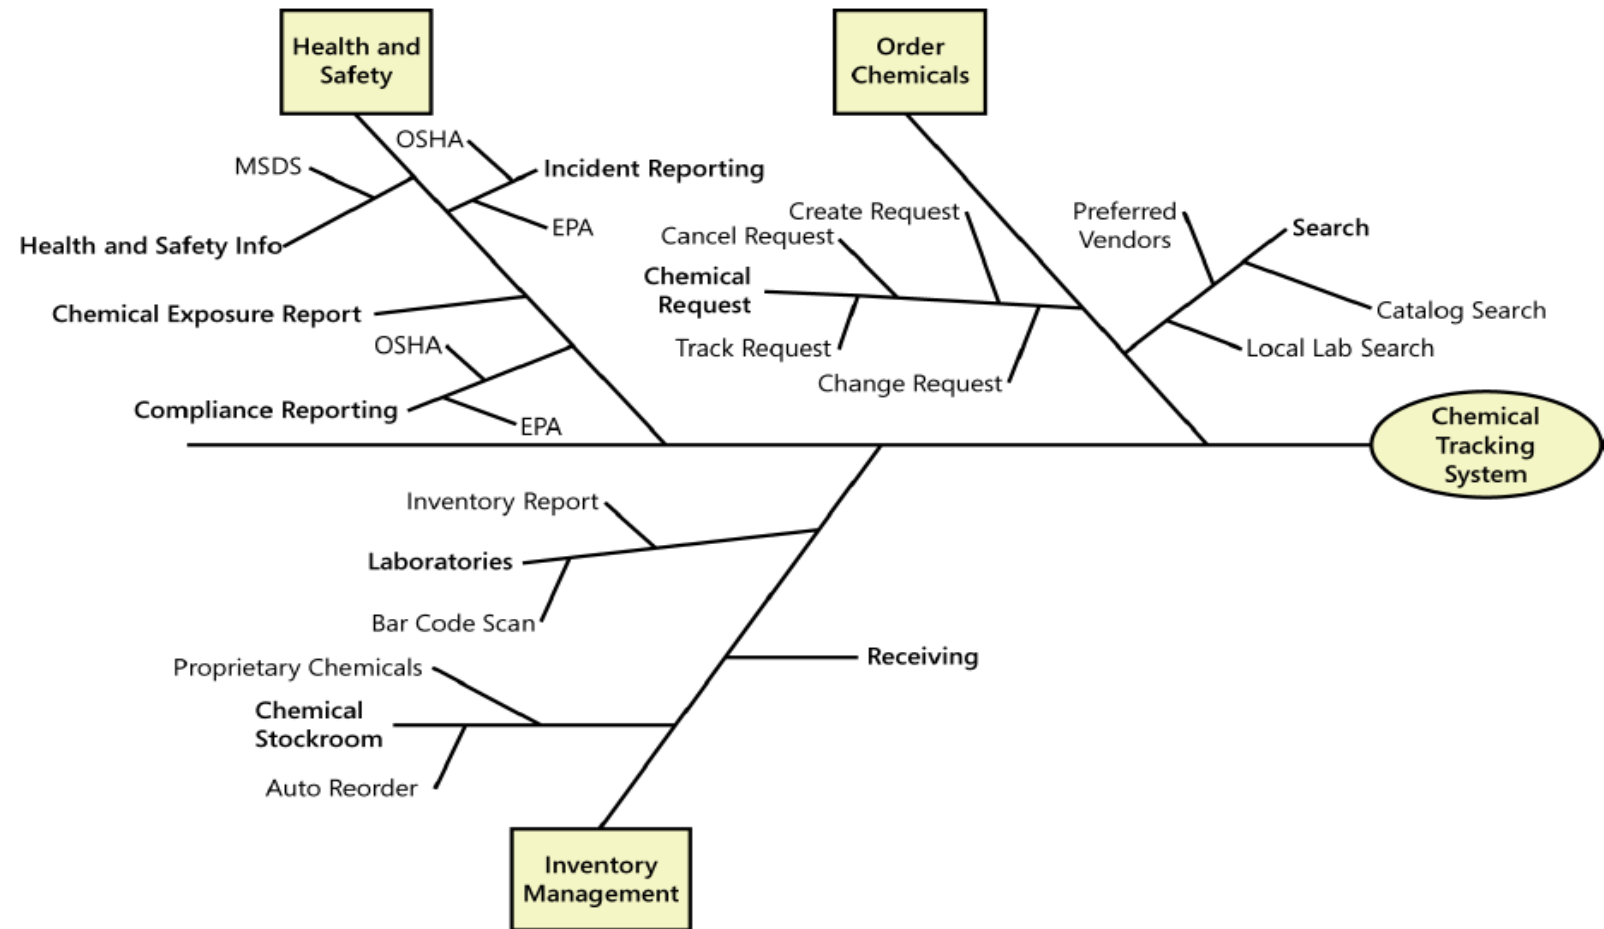 Health and
Safety
Order
Chemicals
OSHA
MSDS
Incident Reporting
EPA
Health and Safety Info
Chemical Exposure Report
OSHA
Compliance Reporting
EPA
Create Request
Cancel Request
Chemical
Request
Track Request
Change Request
Preferred
Vendors
Search
Catalog Search
Local Lab Search
Chemical
Tracking
System
Inventory Report
Laboratories
Bar Code Scan
Receiving
Proprietary Chemicals
Chemical
Stockroom
Auto Reorder
Inventory
Management